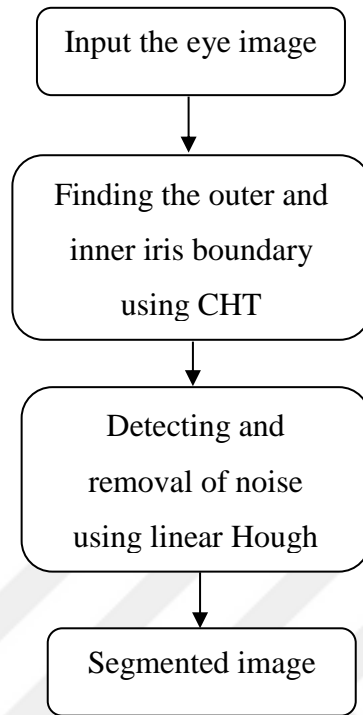 Input the eye image
Finding the outer and
inner iris boundary
using CHT
Detecting and
removal of noise
using linear Hough
Segmented image